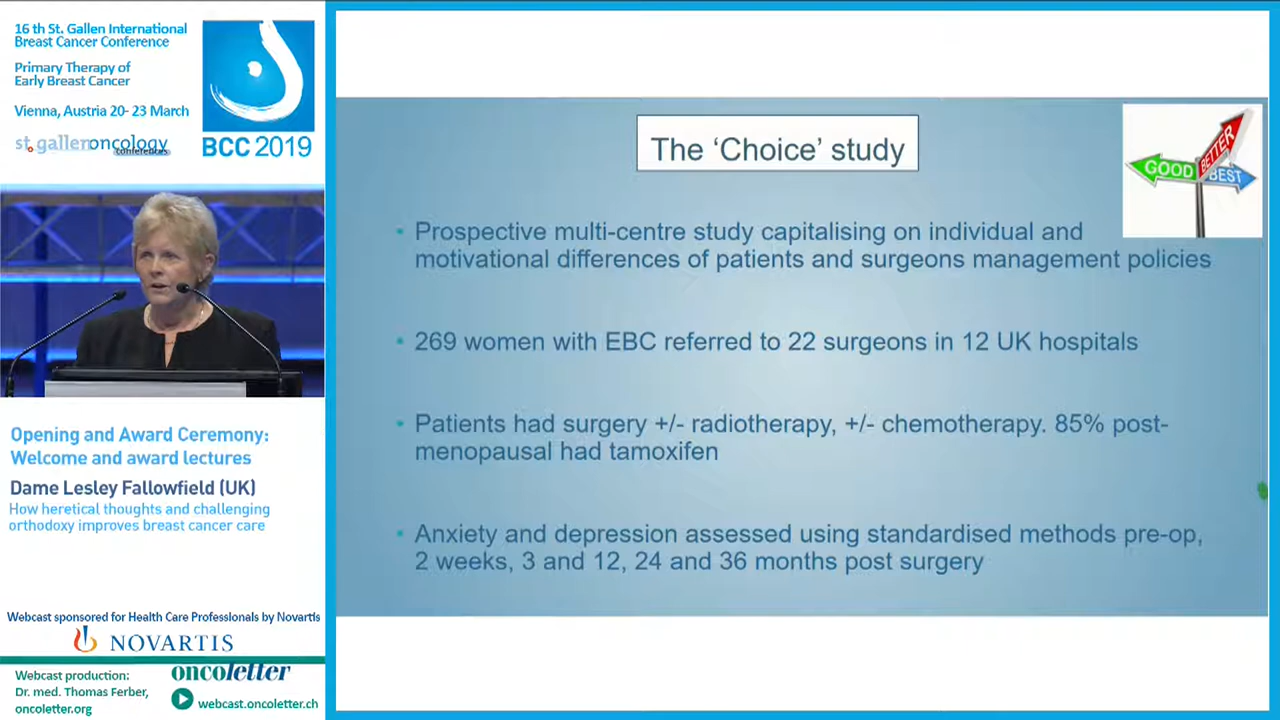 16 th St. Gallen International
Breast Cancer Conference
Primary Therapy of
Early Breast Cancer
Vienna, Austria 20- 23 March
st.gallenoncology
conferences
BCC 2019
Opening and Award Ceremony:
Welcome and award lectures
Dame Lesley Fallowfield (UK)
How heretical thoughts and challenging
orthodoxy improves breast cancer care
Webcast sponsored for Health Care Professionals by Novartis
NOVARTIS
Webcast production:
Dr. med. Thomas Ferber,
oncoletter.org
oncoletter
webcast.oncoletter.ch
The ‘Choice’ study
GOOD
BETTER
BEST
• Prospective multi-centre study capitalising on individual and
motivational differences of patients and surgeons management policies
• 269 women with EBC referred to 22 surgeons in 12 UK hospitals
• Patients had surgery +/- radiotherapy, +/- chemotherapy. 85% post-
menopausal had tamoxifen
• Anxiety and depression assessed using standardised methods pre-op,
2 weeks, 3 and 12, 24 and 36 months post surgery